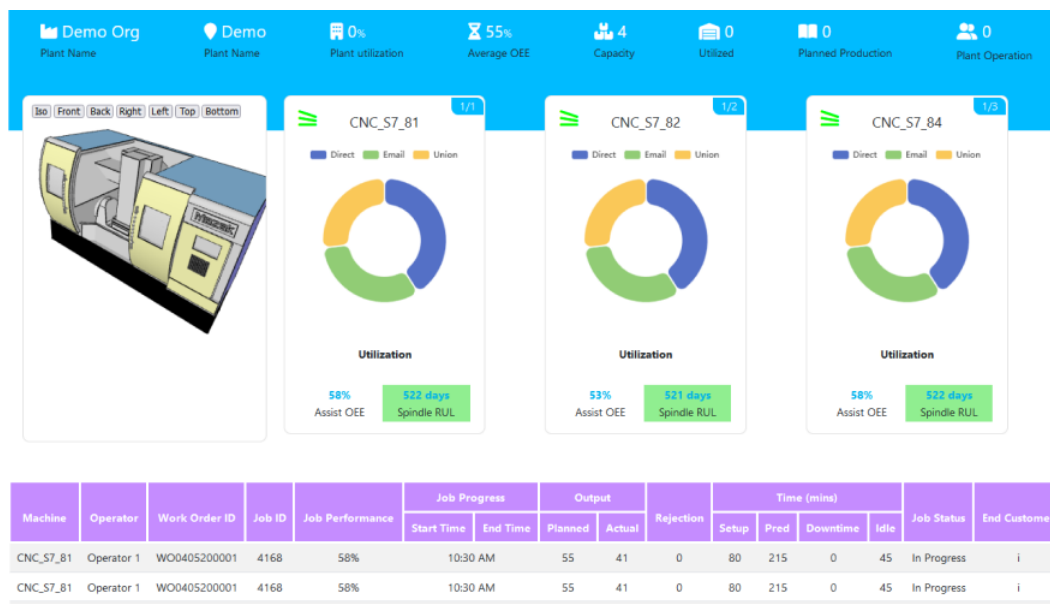 Demo Org
Demo
0%
55%
4
0
0
0
Plant Name
Plant Name
Plant utilization
Average OEE
Capacity
Utilized
Planned Production
Plant Operation
Iso Front Back Right Left Top Bottom
Mazak
1/1
CNC_S7_81
Direct Email Union
Utilization
58%
Assist OEE
522 days
Spindle RUL
1/2
CNC_S7_82
Direct Email Union
Utilization
53%
Assist OEE
521 days
Spindle RUL
1/3
CNC_S7_84
Direct Email Union
Utilization
58%
Assist OEE
522 days
Spindle RUL
Machine Operator Work Order ID Job ID Job Performance Job Progress Output Rejection Time (mins) Job Status End Custome
Start Time End Time Planned Actual Setup Pred Downtime Idle
CNC_S7_81 Operator 1 WO0405200001 4168 58% 10:30 AM 55 41 0 80 215 0 45 In Progress i
CNC_S7_81 Operator 1 WO0405200001 4168 58% 10:30 AM 55 41 0 80 215 0 45 In Progress i